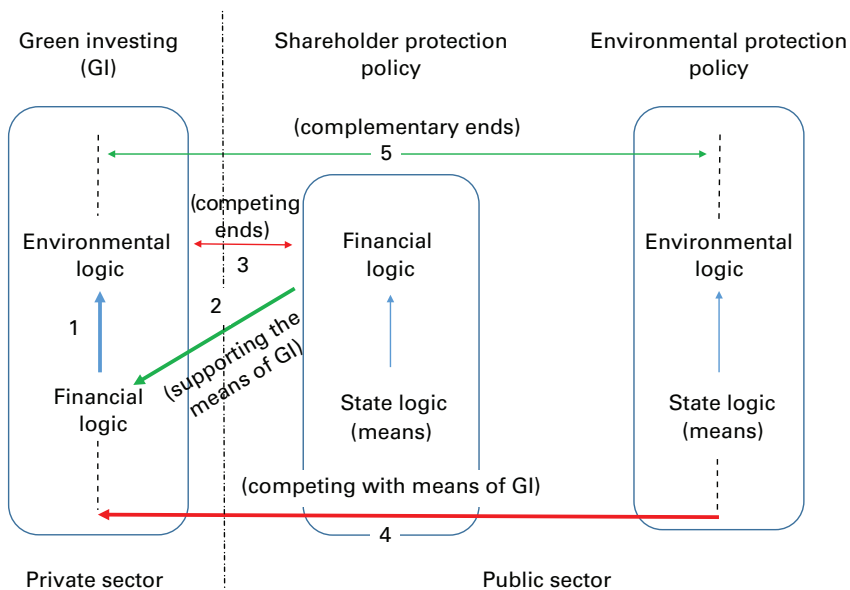 Green investing
(GI)
Shareholder protection
policy
Environmental protection
policy
(complementary ends)
5
(competing
ends)
3
Environmental
logic
Financial
logic
Environmental
logic
1
2
(supporting the
means of GI)
Financial
logic
State logic
(means)
State logic
(means)
(competing with means of GI)
4
Private sector
Public sector